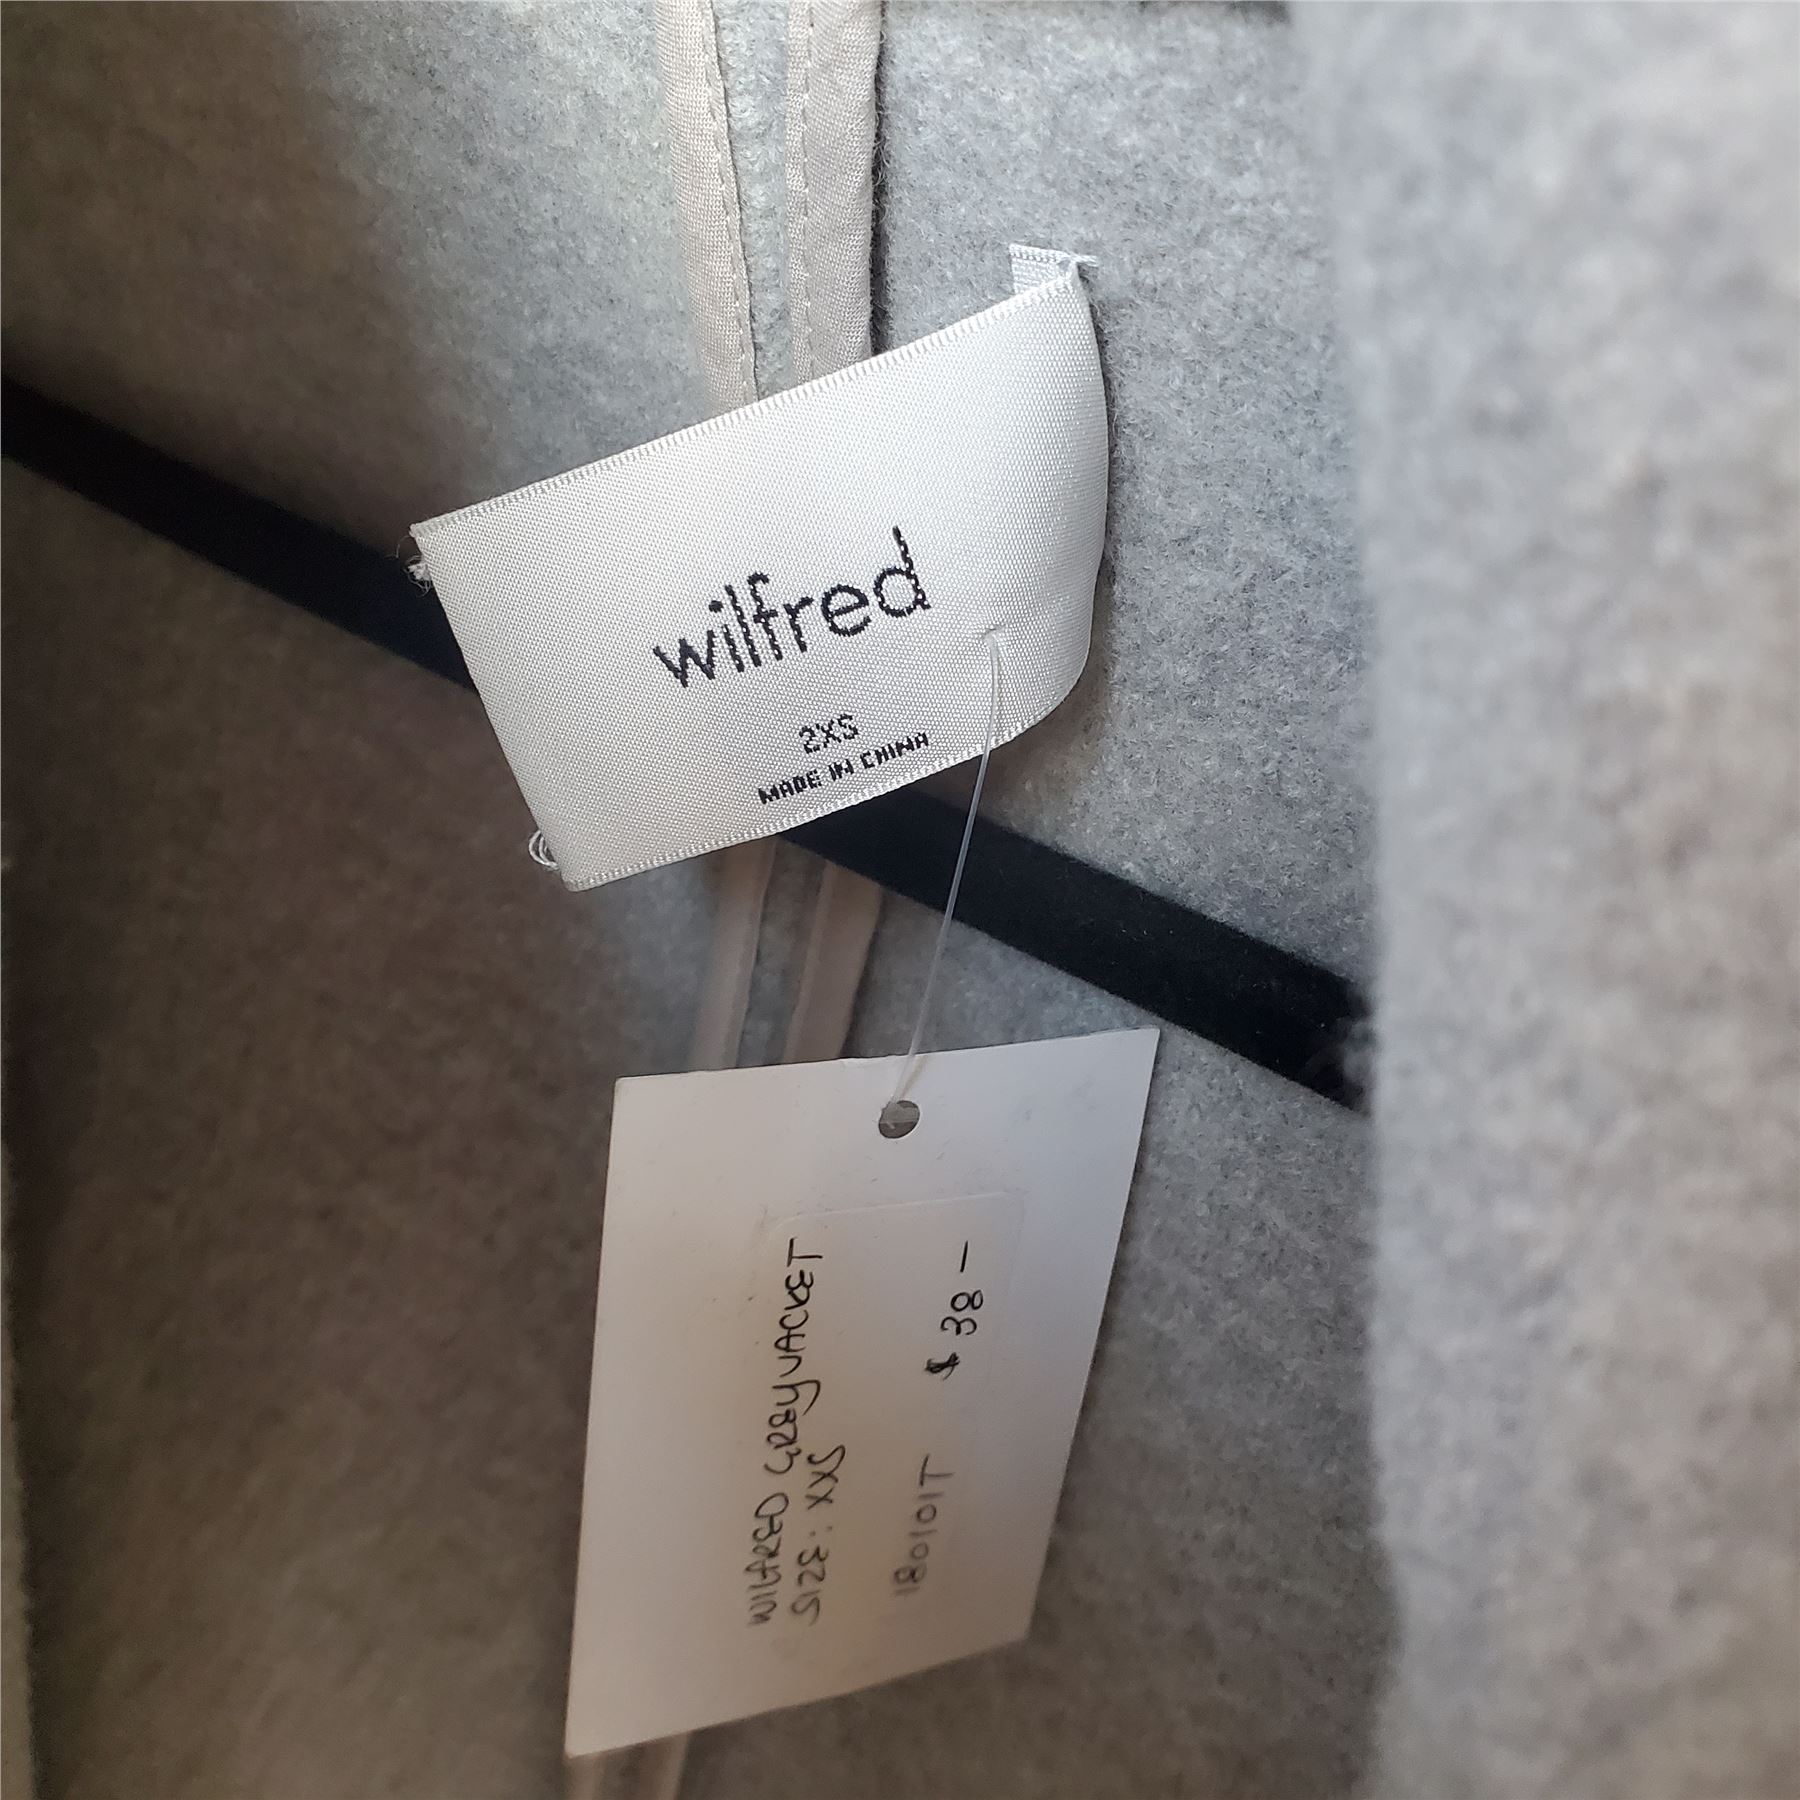 wilfred
2XS
MADE IN CHINA
WILFRED GREY JACKET
SIZE: XXS
180101T $38-